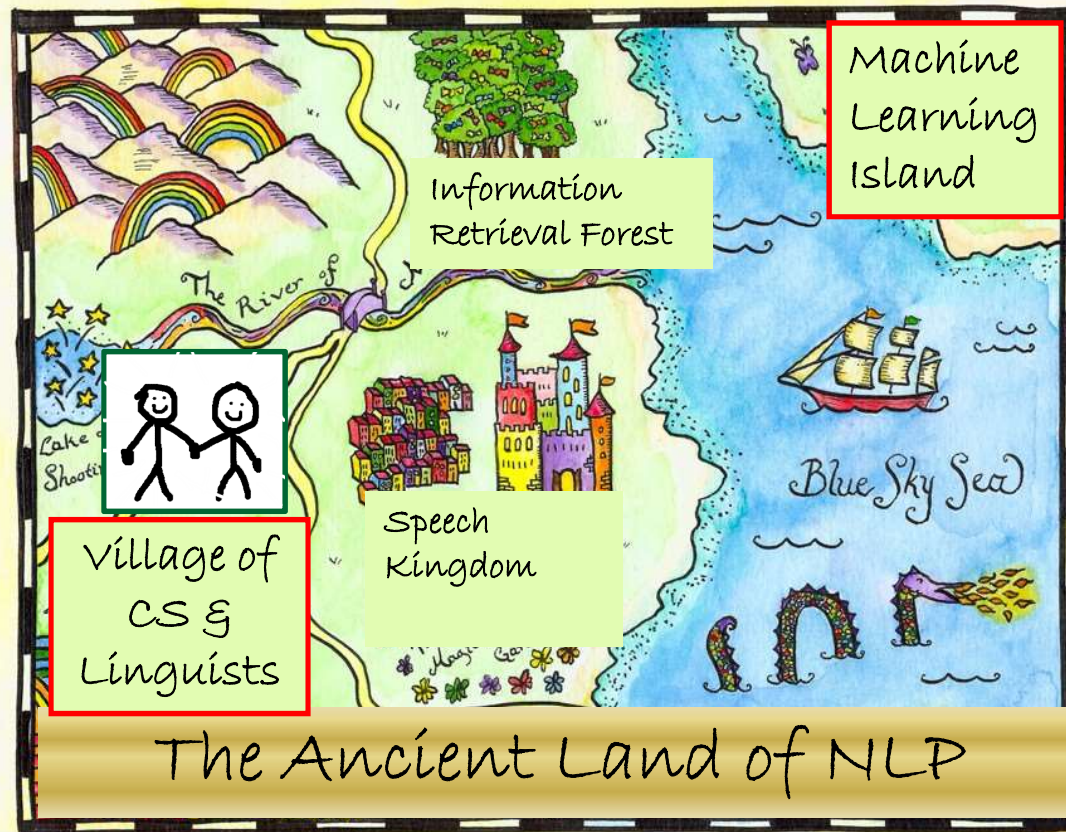 Machine
Learning
Island
Information
Retrieval Forest
The River of
Lake
Blue Sky Sea
Speech
Kingdom
Village of
CS &
Linguists
The Ancient Land of NLP